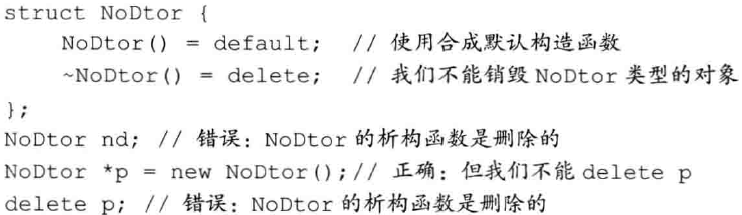 struct NoDtor {
    NoDtor() = default;  // 使用合成默认构造函数
    ~NoDtor() = delete;  // 我们不能销毁 NoDtor 类型的对象
};
NoDtor nd; // 错误：NoDtor 的析构函数是删除的
NoDtor *p = new NoDtor();// 正确：但我们不能 delete p
delete p; // 错误：NoDtor 的析构函数是删除的